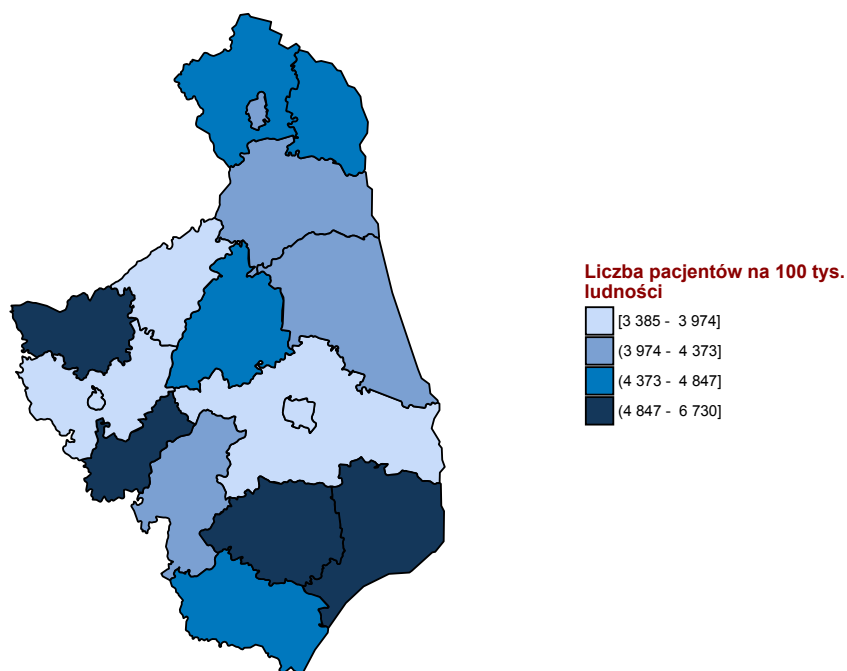 Liczba pacjentów na 100 tys.
ludności
[3 385 - 3 974]
(3 974 - 4 373]
(4 373 - 4 847]
(4 847 - 6 730]